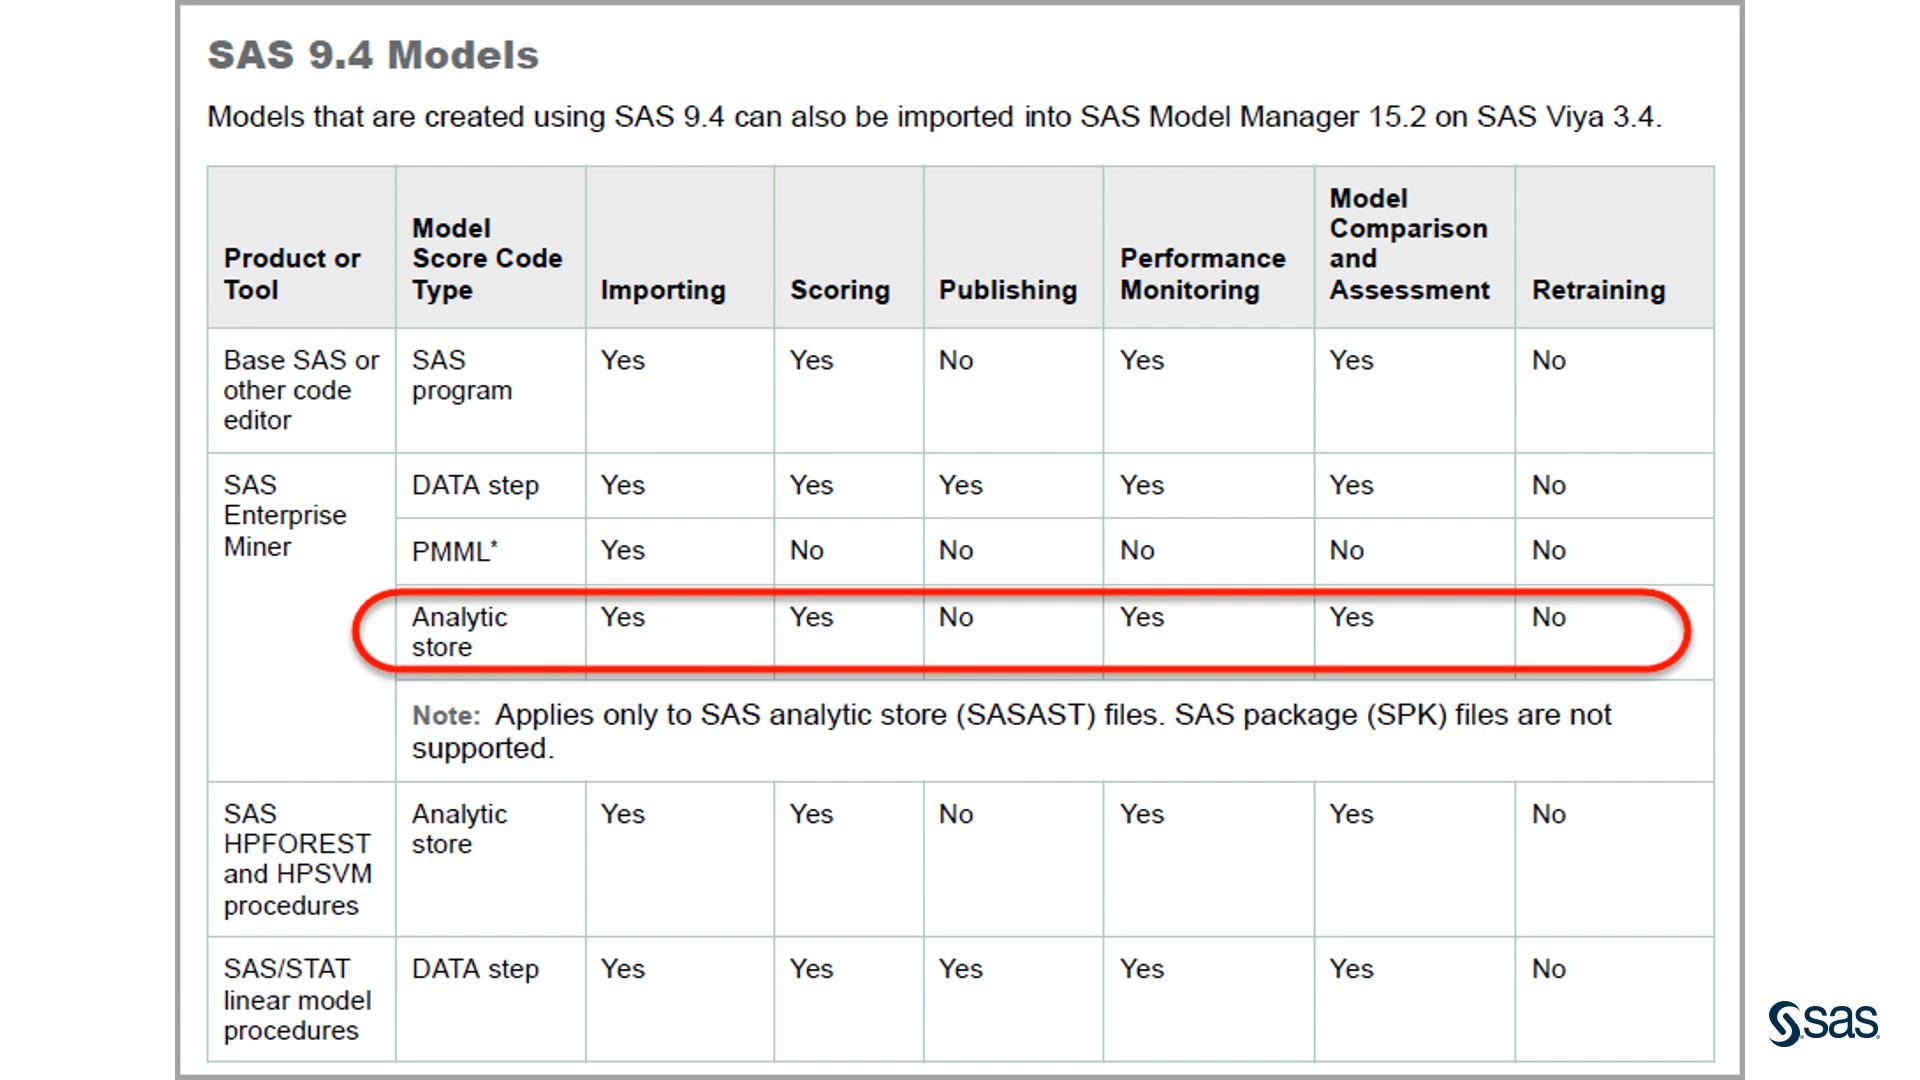 SAS 9.4 Models
Models that are created using SAS 9.4 can also be imported into SAS Model Manager 15.2 on SAS Viya 3.4.
Product or Tool Model Score Code Type Importing Scoring Publishing Performance Monitoring Model Comparison and Assessment Retraining
Base SAS or other code editor SAS program Yes Yes No Yes Yes No
SAS Enterprise Miner DATA step Yes Yes Yes Yes Yes No
PMML* Yes No No No No No
Analytic store Yes Yes No Yes Yes No
Note: Applies only to SAS analytic store (SASAST) files. SAS package (SPK) files are not
supported.
SAS HPFOREST and HPSVM procedures Analytic store Yes Yes No Yes Yes No
SAS/STAT linear model procedures DATA step Yes Yes Yes Yes Yes No
sas